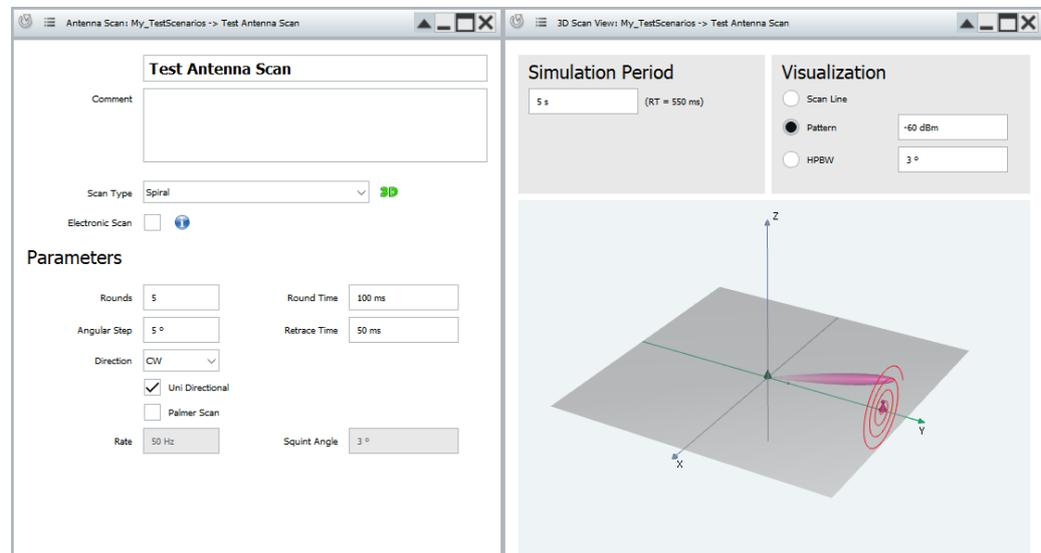 Antenna Scan: My_TestScenarios -> Test Antenna Scan
Test Antenna Scan
Comment
Scan Type Spiral 3D
Electronic Scan i
Parameters
Rounds 5 Round Time 100 ms
Angular Step 5 º Retrace Time 50 ms
Direction CW
Uni Directional
Palmer Scan
Rate 50 Hz Squint Angle 3 º
3D Scan View: My_TestScenarios -> Test Antenna Scan
Simulation Period
5 s (RT = 550 ms)
Visualization
Scan Line
Pattern -60 dBm
HPBW 3 º
Z
Y
X